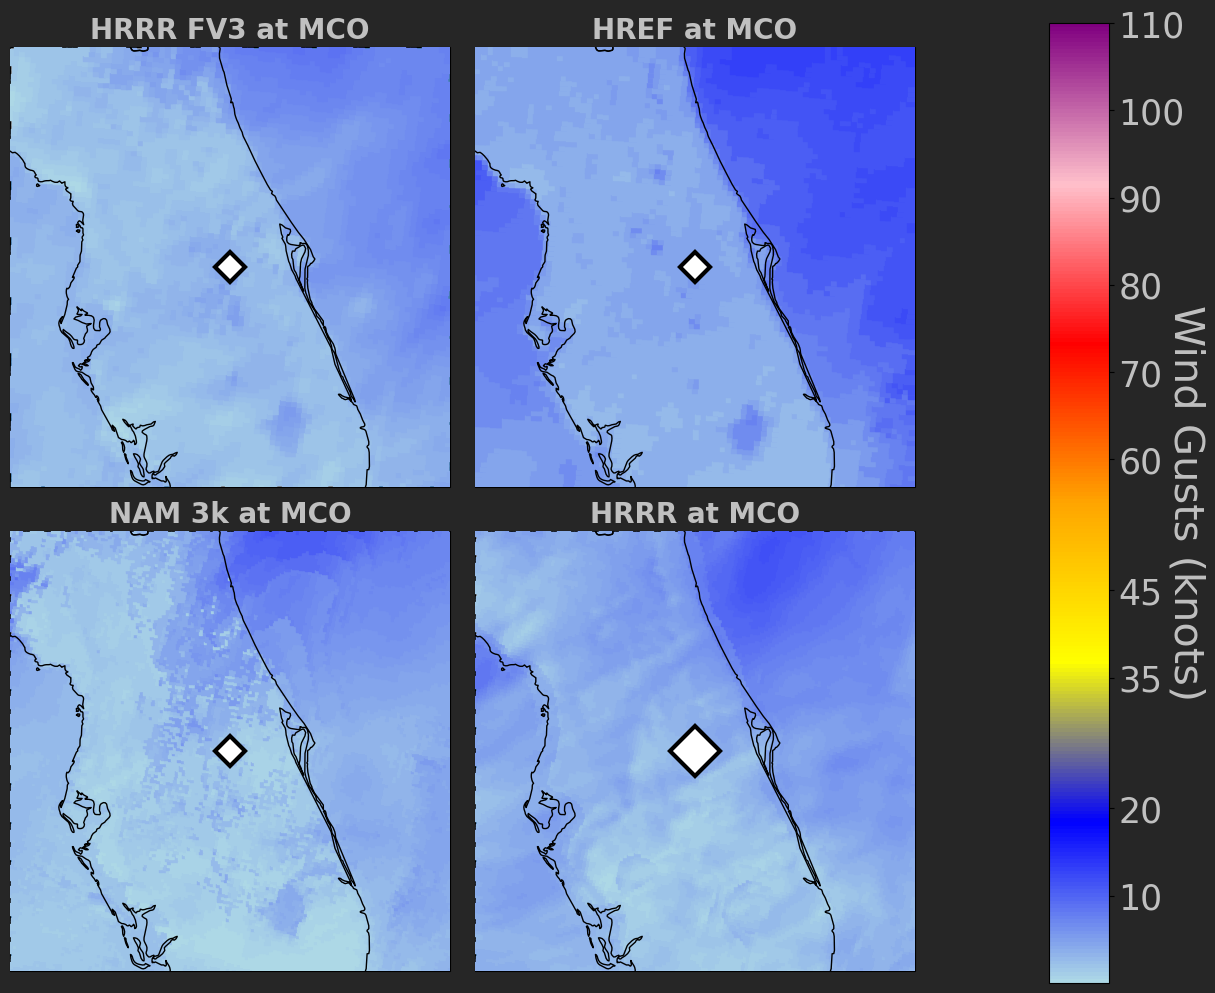 HRRR FV3 at MCO
HREF at MCO
NAM 3k at MCO
HRRR at MCO
110
100
90
80
70
60
45
35
20
10
Wind Gusts (knots)